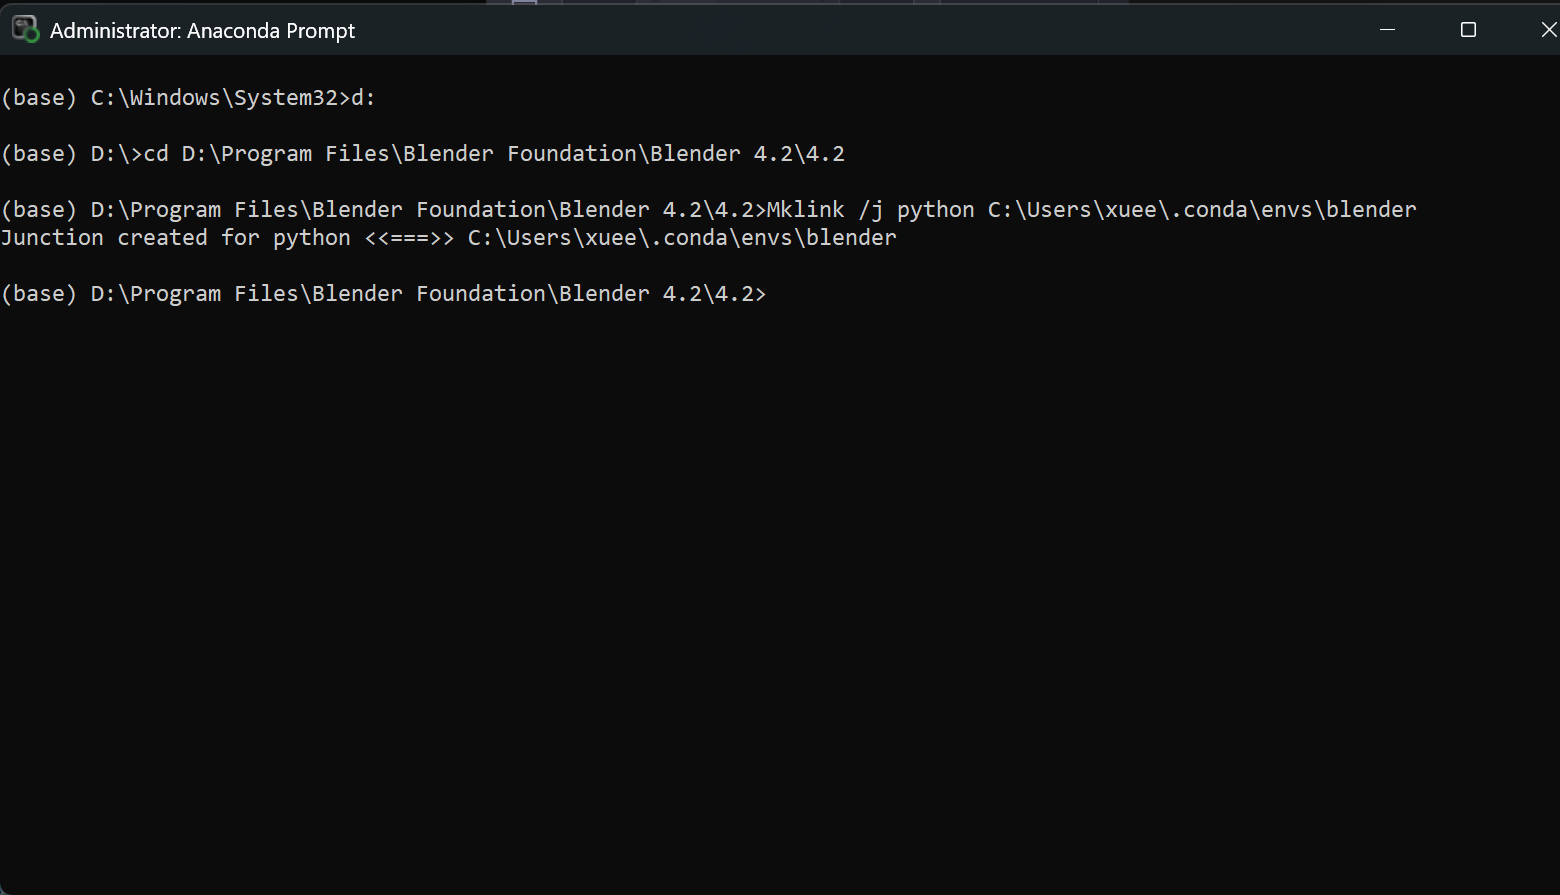 Administrator: Anaconda Prompt
(base) C:\Windows\System32>d:
(base) D:\>cd D:\Program Files\Blender Foundation\Blender 4.2\4.2
(base) D:\Program Files\Blender Foundation\Blender 4.2\4.2>Mklink /j python C:\Users\xuee\.conda\envs\blender
Junction created for python <<===>> C:\Users\xuee\.conda\envs\blender
(base) D:\Program Files\Blender Foundation\Blender 4.2\4.2>